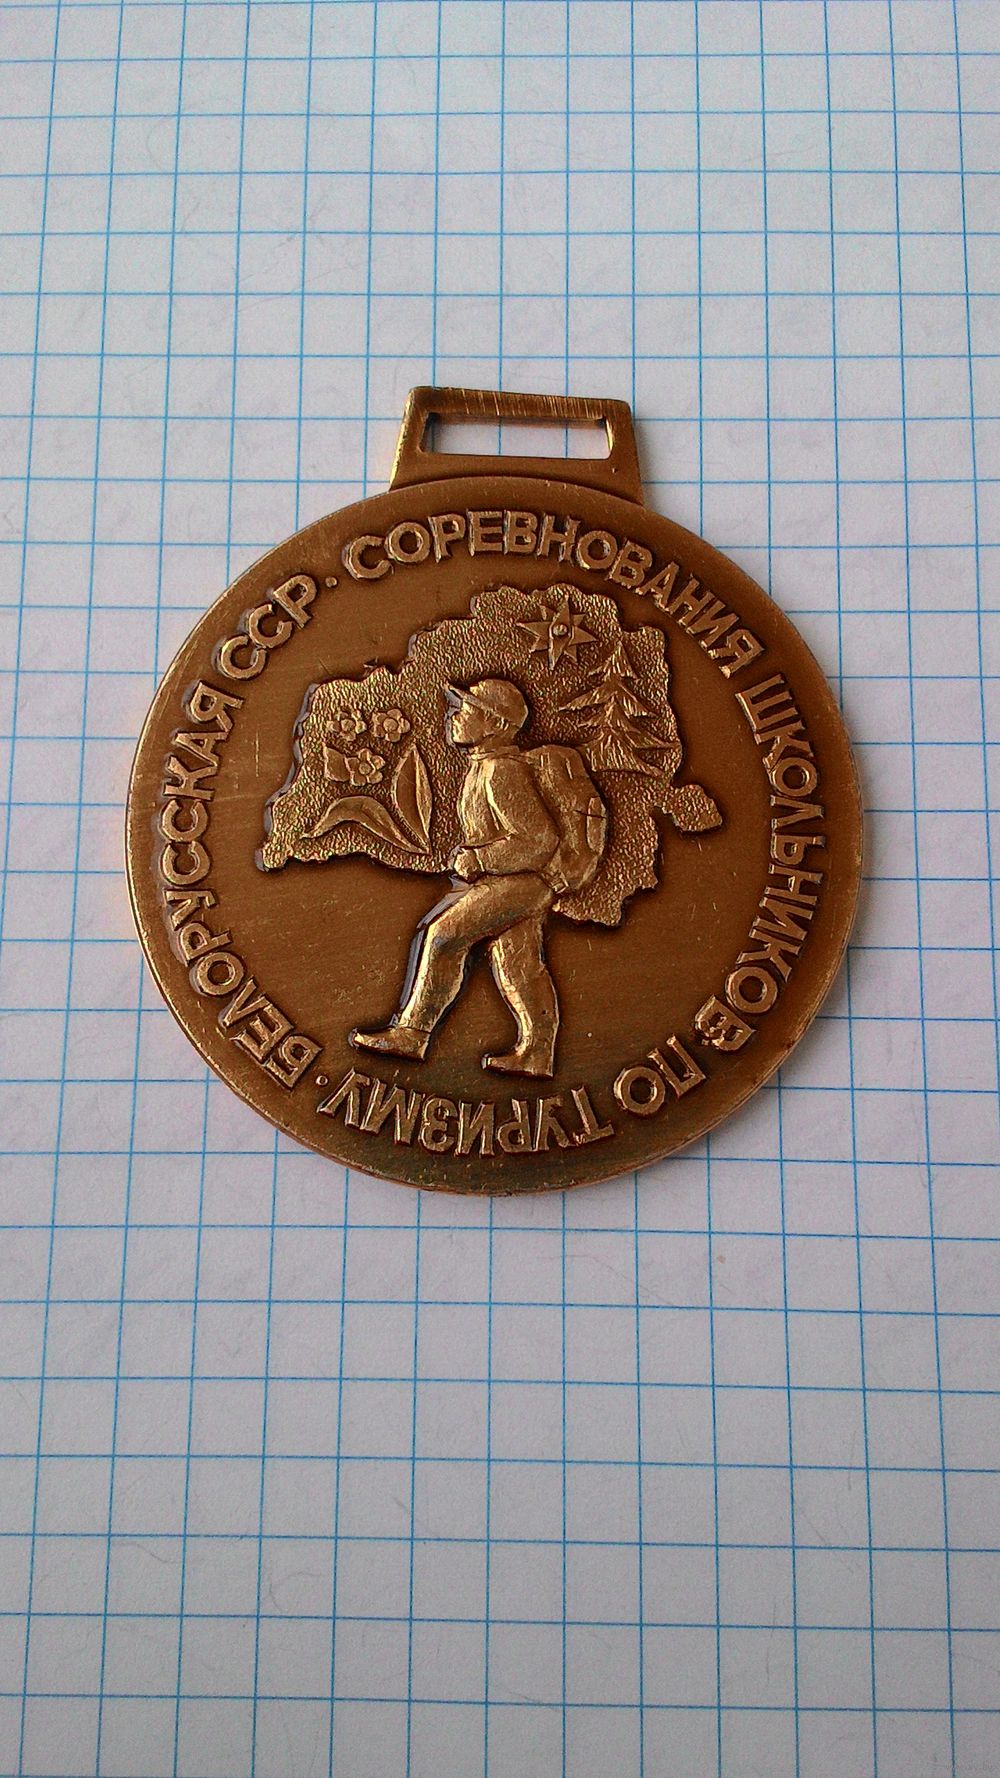 БЕЛОРУССКАЯ ССР · СОРЕВНОВАНИЯ ШКОЛЬНИКОВ ПО ТУРИЗМУ ·